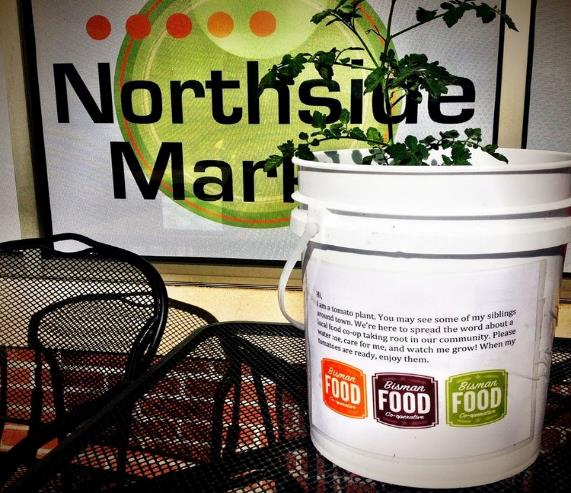 Northside
Mark
Hi,
I am a tomato plant. You may see some of my siblings
around town. We're here to spread the word about a
local food co-op taking root in our community. Please
water me, care for me, and watch me grow! When my
tomatoes are ready, enjoy them.
Bisman
FOOD
Co-operative
Bisman
FOOD
Co-operative
Bisman
FOOD
Co-operative